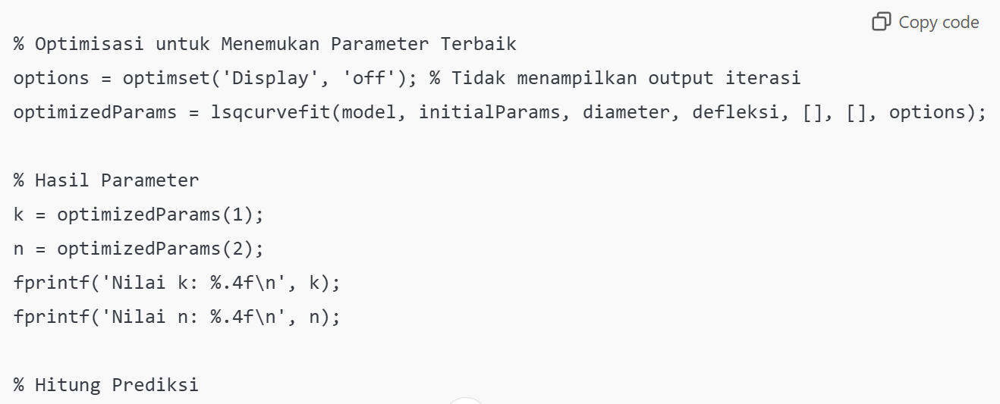 Copy code
% Optimisasi untuk Menemukan Parameter Terbaik
options = optimset('Display', 'off'); % Tidak menampilkan output iterasi
optimizedParams = lsqcurvefit(model, initialParams, diameter, defleksi, [], [], options);
% Hasil Parameter
k = optimizedParams(1);
n = optimizedParams(2);
fprintf('Nilai k: %.4f\n', k);
fprintf('Nilai n: %.4f\n', n);
% Hitung Prediksi